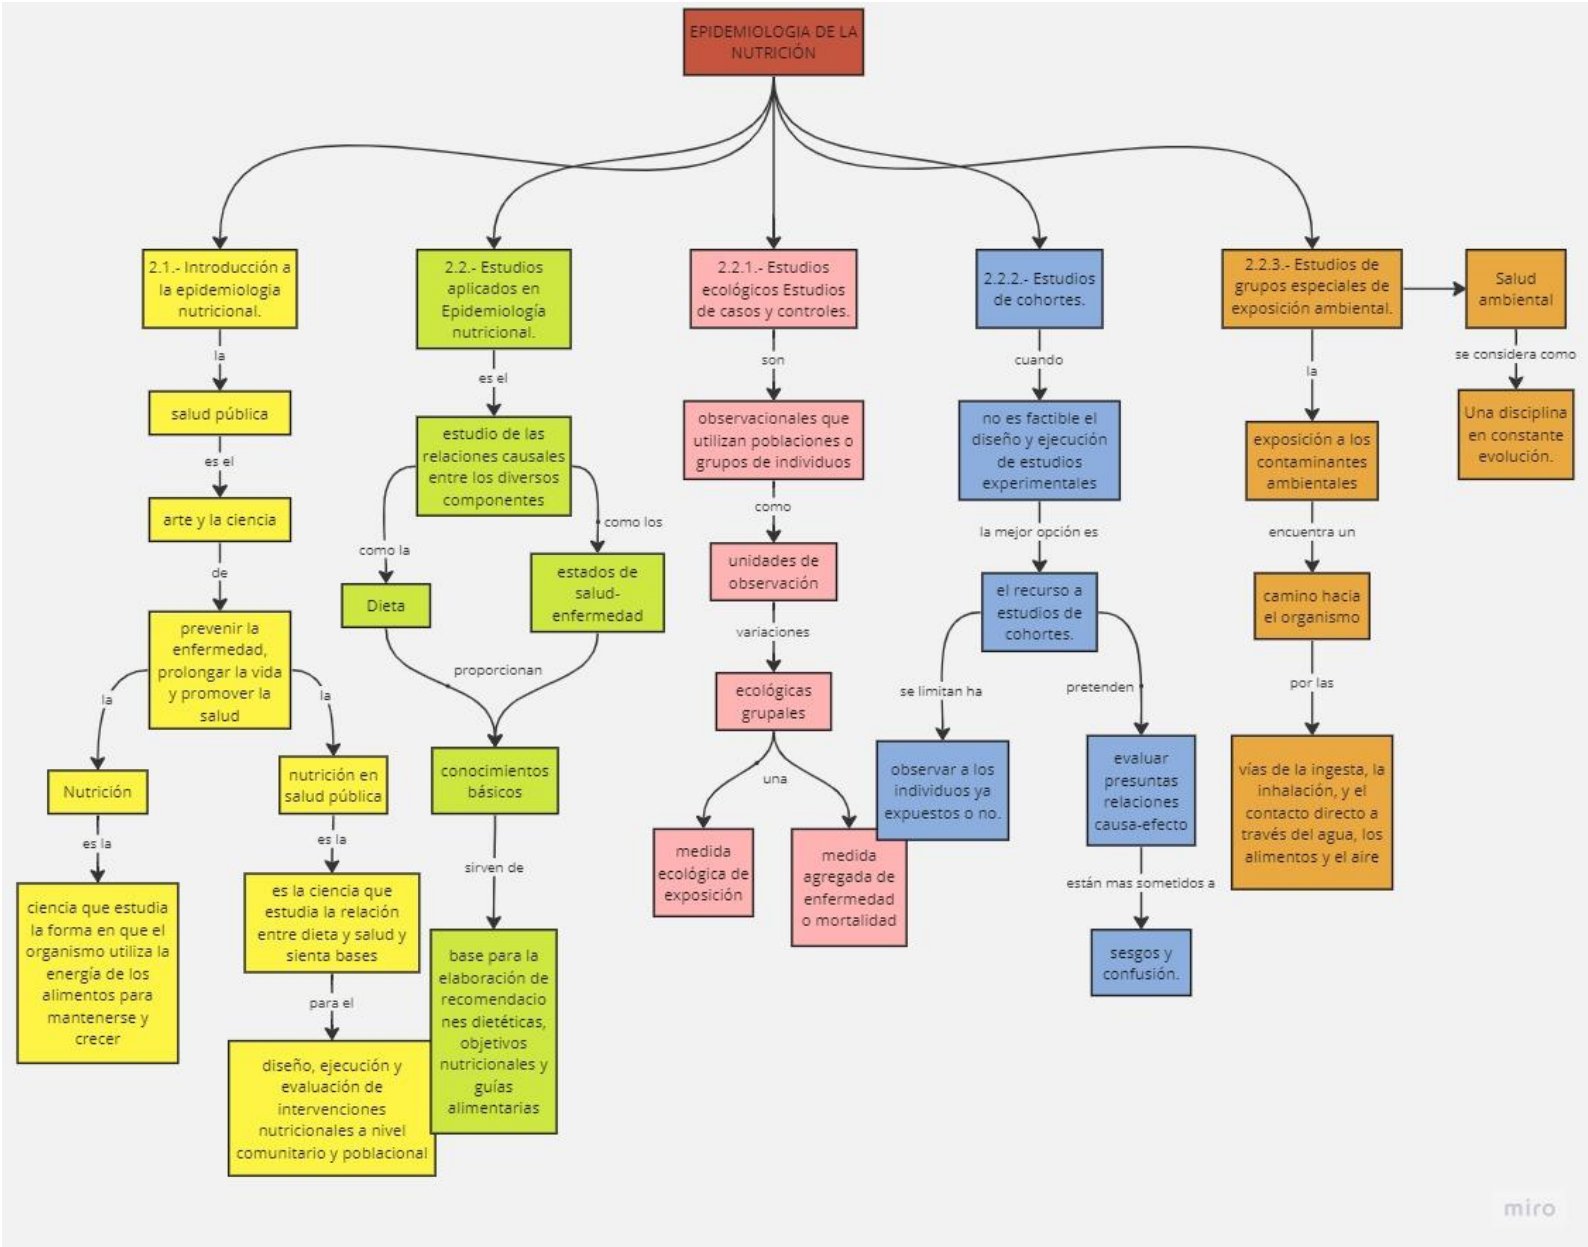 EPIDEMIOLOGIA DE LA
NUTRICIÓN
2.1.- Introducción a
la epidemiologia
nutricional.
la
salud pública
es el
arte y la ciencia
de
prevenir la
enfermedad,
prolongar la vida
y promover la
salud
la
la
Nutrición
es la
ciencia que estudia
la forma en que el
organismo utiliza la
energía de los
alimentos para
mantenerse y
crecer
nutrición en
salud pública
es la
es la ciencia que
estudia la relación
entre dieta y salud y
sienta bases
para el
diseño, ejecución y
evaluación de
intervenciones
nutricionales a nivel
comunitario y poblacional
2.2.- Estudios
aplicados en
Epidemiología
nutricional.
es el
estudio de las
relaciones causales
entre los diversos
componentes
como la
como los
Dieta
estados de
salud-
enfermedad
proporcionan
conocimientos
básicos
sirven de
base para la
elaboración de
recomendacio
nes dietéticas,
objetivos
nutricionales y
guías
alimentarias
2.2.1.- Estudios
ecológicos Estudios
de casos y controles.
son
observacionales que
utilizan poblaciones o
grupos de individuos
como
unidades de
observación
variaciones
ecológicas
grupales
una
medida
ecológica de
exposición
medida
agregada de
enfermedad
o mortalidad
2.2.2.- Estudios
de cohortes.
cuando
no es factible el
diseño y ejecución
de estudios
experimentales
la mejor opción es
el recurso a
estudios de
cohortes.
se limitan ha
pretenden
observar a los
individuos ya
expuestos o no.
evaluar
presuntas
relaciones
causa-efecto
están mas sometidos a
sesgos y
confusión.
2.2.3.- Estudios de
grupos especiales de
exposición ambiental.
la
exposición a los
contaminantes
ambientales
encuentra un
camino hacia
el organismo
por las
vías de la ingesta, la
inhalación, y el
contacto directo a
través del agua, los
alimentos y el aire
Salud
ambiental
se considera como
Una disciplina
en constante
evolución.
miro